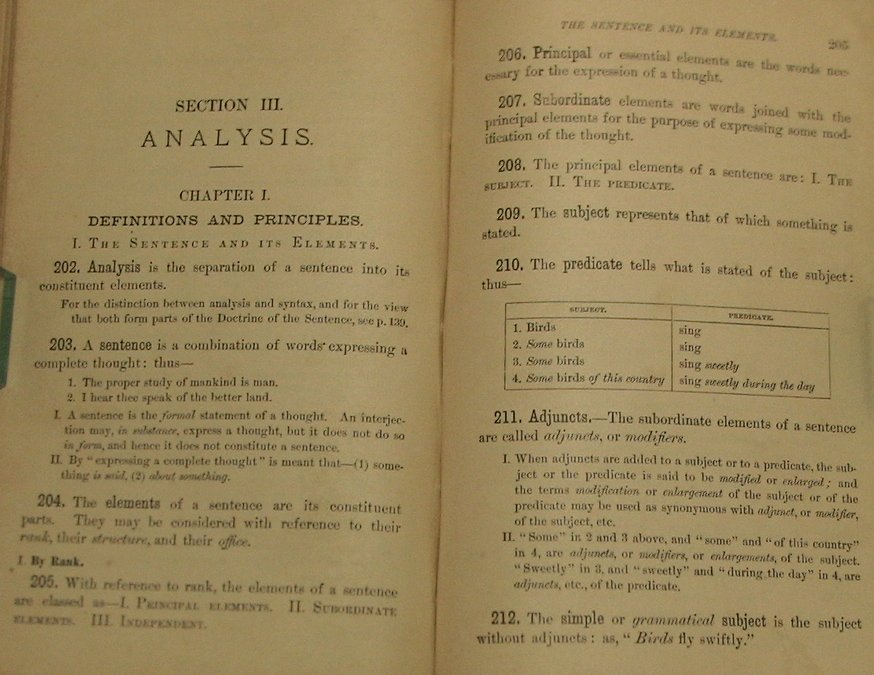 SECTION III.
ANALYSIS.
CHAPTER I.
DEFINITIONS AND PRINCIPLES.
I. THE SENTENCE AND ITS ELEMENTS.
202. Analysis is the separation of a sentence into its
constituent elements.
For the distinction between analysis and syntax, and for the view
that both form parts of the Doctrine of the Sentence, see p. 139.
203. A sentence is a combination of words expressing a
complete thought: thus—
1. The proper study of mankind is man.
2. I hear thee speak of the better land.
I. A sentence is the formal statement of a thought. An interjec-
tion may, in substance, express a thought, but it does not do so
in form, and hence it does not constitute a sentence.
II. By "expressing a complete thought" is meant that—(1) some-
thing is said, (2) about something.
204. The elements of a sentence are its constituent
parts. They may be considered with reference to their
rank, their structure, and their office.
I. By Rank.
205. With reference to rank, the elements of a sentence
are classed as—I. PRINCIPAL ELEMENTS. II. SUBORDINATE
ELEMENTS. III. INDEPENDENT.
THE SENTENCE AND ITS ELEMENTS. 205
206. Principal or essential elements are the words nec-
essary for the expression of a thought.
207. Subordinate elements are words joined with the
principal elements for the purpose of expressing some mod-
ification of the thought.
208. The principal elements of a sentence are: I. THE
SUBJECT. II. THE PREDICATE.
209. The subject represents that of which something is
stated.
210. The predicate tells what is stated of the subject:
thus—
SUBJECT. PREDICATE.
1. Birds sing
2. Some birds sing
3. Some birds sing sweetly
4. Some birds of this country sing sweetly during the day
211. Adjuncts.—The subordinate elements of a sentence
are called adjuncts, or modifiers.
I. When adjuncts are added to a subject or to a predicate, the sub-
ject or the predicate is said to be modified or enlarged; and
the terms modification or enlargement of the subject or of the
predicate may be used as synonymous with adjunct, or modifier,
of the subject, etc.
II. "Some" in 2 and 3 above, and "some" and "of this country"
in 4, are adjuncts, or modifiers, or enlargements, of the subject.
"Sweetly" in 3, and "sweetly" and "during the day" in 4, are
adjuncts, etc., of the predicate.
212. The simple or grammatical subject is the subject
without adjuncts: as, "Birds fly swiftly."